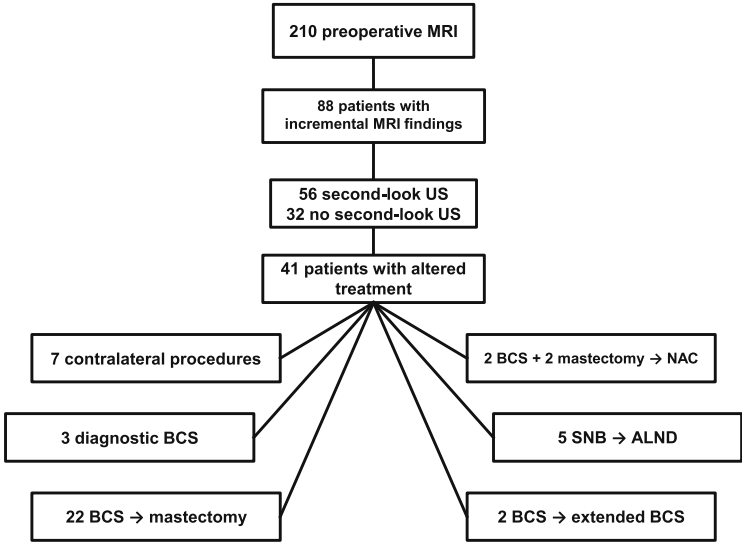 210 preoperative MRI
88 patients with
incremental MRI findings
56 second-look US
32 no second-look US
41 patients with altered
treatment
7 contralateral procedures
2 BCS + 2 mastectomy → NAC
3 diagnostic BCS
5 SNB → ALND
22 BCS → mastectomy
2 BCS → extended BCS